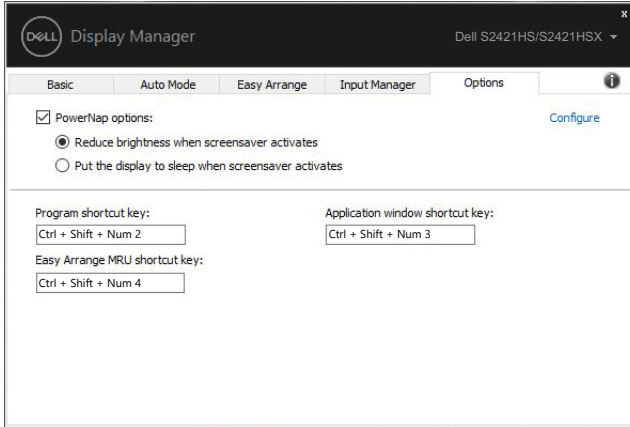 x
DELL Display Manager
Dell S2421HS/S2421HSX
Basic Auto Mode Easy Arrange Input Manager Options
PowerNap options: Configure
Reduce brightness when screensaver activates
Put the display to sleep when screensaver activates
Program shortcut key: Application window shortcut key:
Ctrl + Shift + Num 2 Ctrl + Shift + Num 3
Easy Arrange MRU shortcut key:
Ctrl + Shift + Num 4